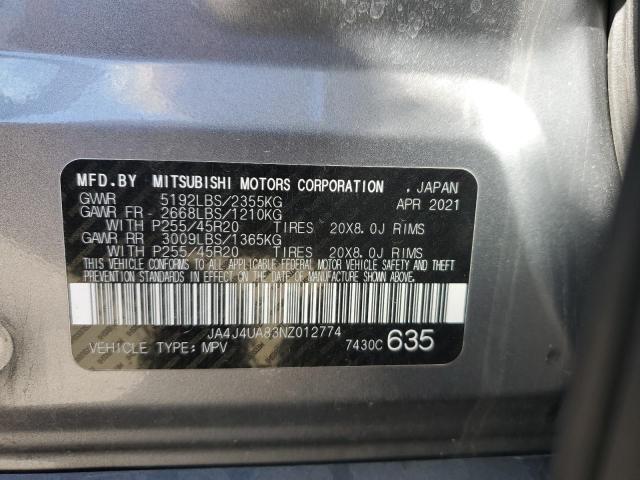 MFD.BY MITSUBISHI MOTORS CORPORATION . JAPAN
GVWR 5192LBS/2355KG APR 2021
GAWR FR- 2668LBS/1210KG
WITH P255/45R20 TIRES 20X8.0J RIMS
GAWR RR 3009LBS/1365KG
WITH P255/45R20 TIRES 20X8.0J RIMS
THIS VEHICLE CONFORMS TO ALL APPLICABLE FEDERAL MOTOR VEHICLE SAFETY AND THEFT
PREVENTION STANDARDS IN EFFECT ON THE DATE OF MANUFACTURE SHOWN ABOVE.
JA4J4UA83NZ012774
VEHICLE TYPE: MPV 7430C 635